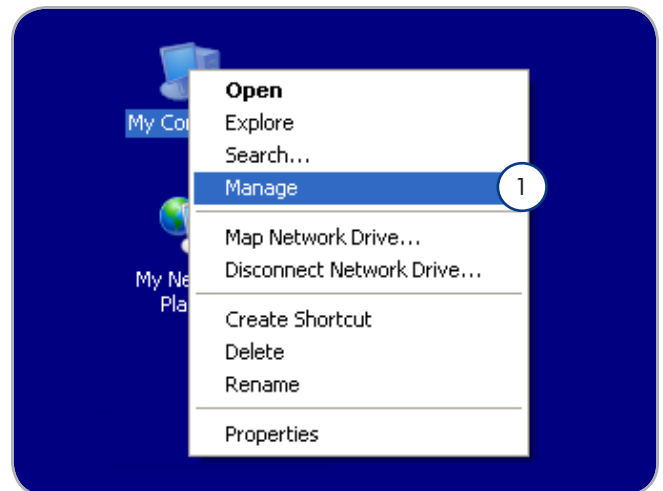 My Co
Open
Explore
Search...
Manage
1
Map Network Drive...
Disconnect Network Drive...
My Ne
Pla
Create Shortcut
Delete
Rename
Properties